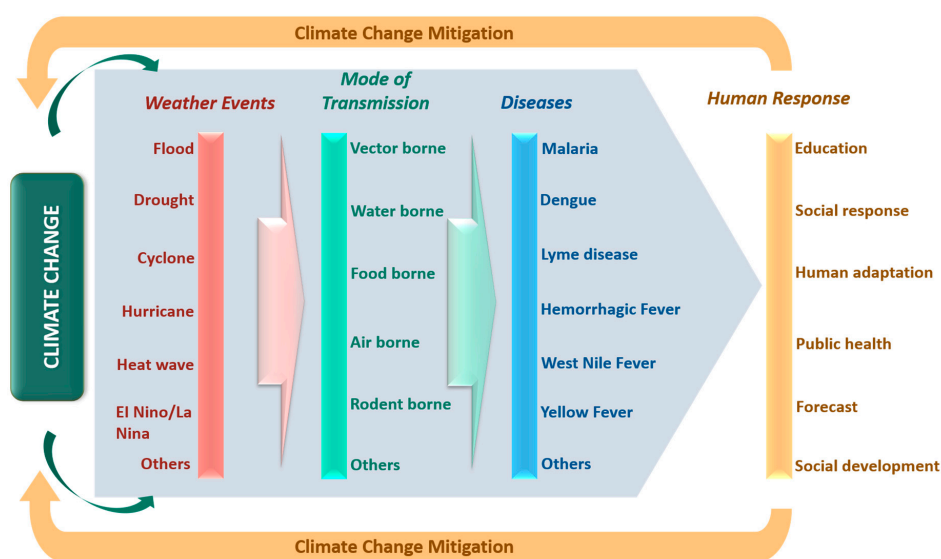 Climate Change Mitigation
CLIMATE CHANGE
Weather Events
Flood
Drought
Cyclone
Hurricane
Heat wave
El Nino/La
Nina
Others
Mode of
Transmission
Vector borne
Water borne
Food borne
Air borne
Rodent borne
Others
Diseases
Malaria
Dengue
Lyme disease
Hemorrhagic Fever
West Nile Fever
Yellow Fever
Others
Human Response
Education
Social response
Human adaptation
Public health
Forecast
Social development
Climate Change Mitigation